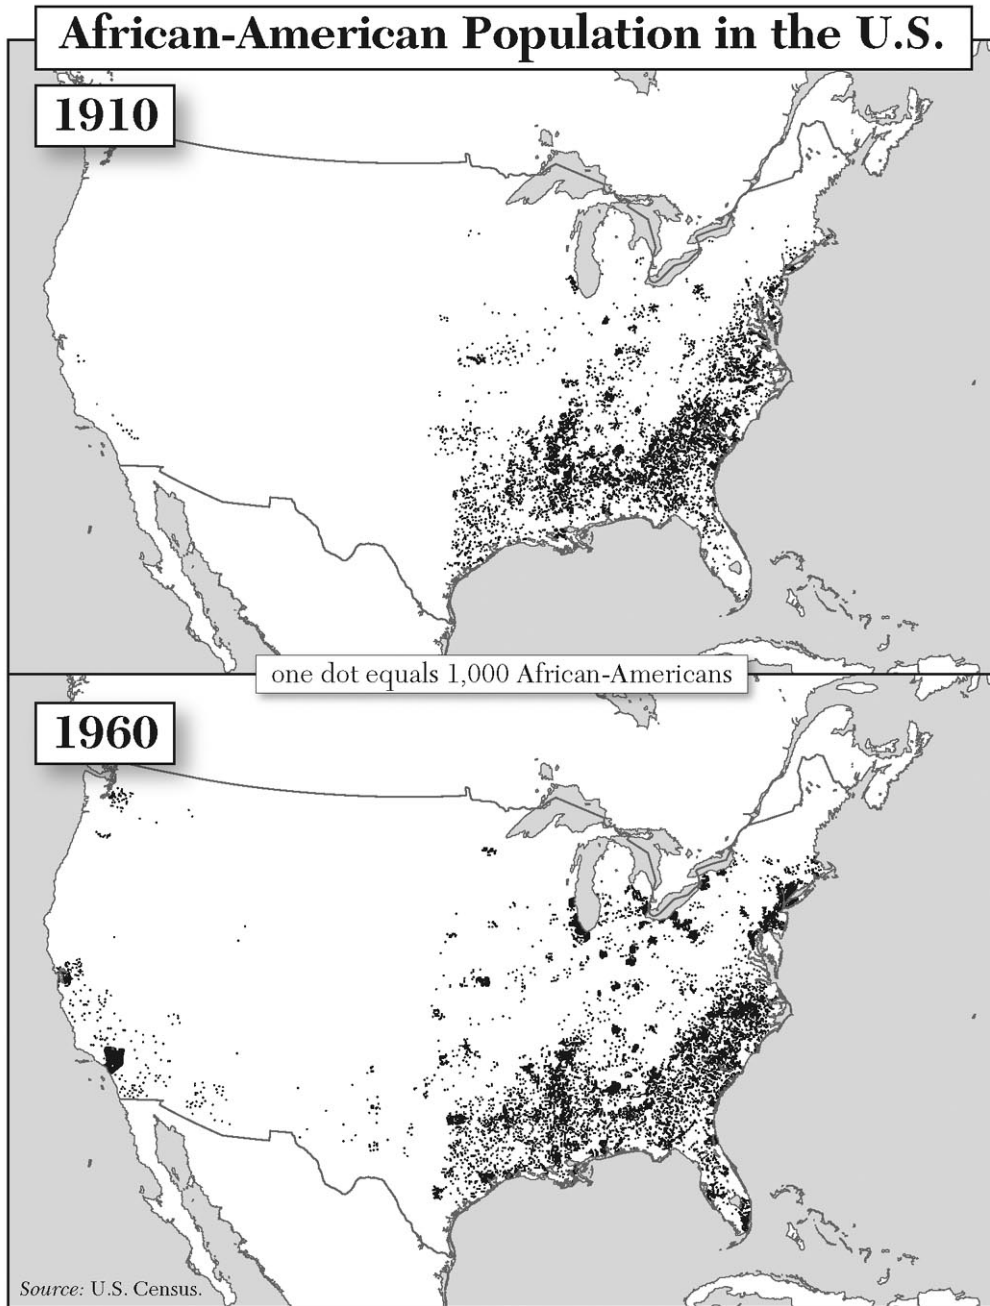 African-American Population in the U.S.
1910
one dot equals 1,000 African-Americans
1960
Source: U.S. Census.